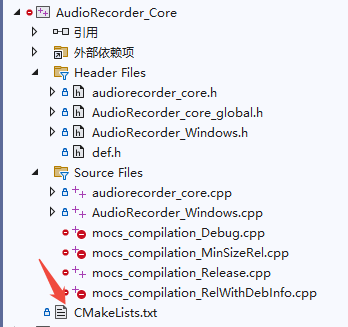 AudioRecorder_Core
引用
外部依赖项
Header Files
audiorecorder_core.h
AudioRecorder_core_global.h
AudioRecorder_Windows.h
def.h
Source Files
audiorecorder_core.cpp
AudioRecorder_Windows.cpp
mocs_compilation_Debug.cpp
mocs_compilation_MinSizeRel.cpp
mocs_compilation_Release.cpp
mocs_compilation_RelWithDebInfo.cpp
CMakeLists.txt